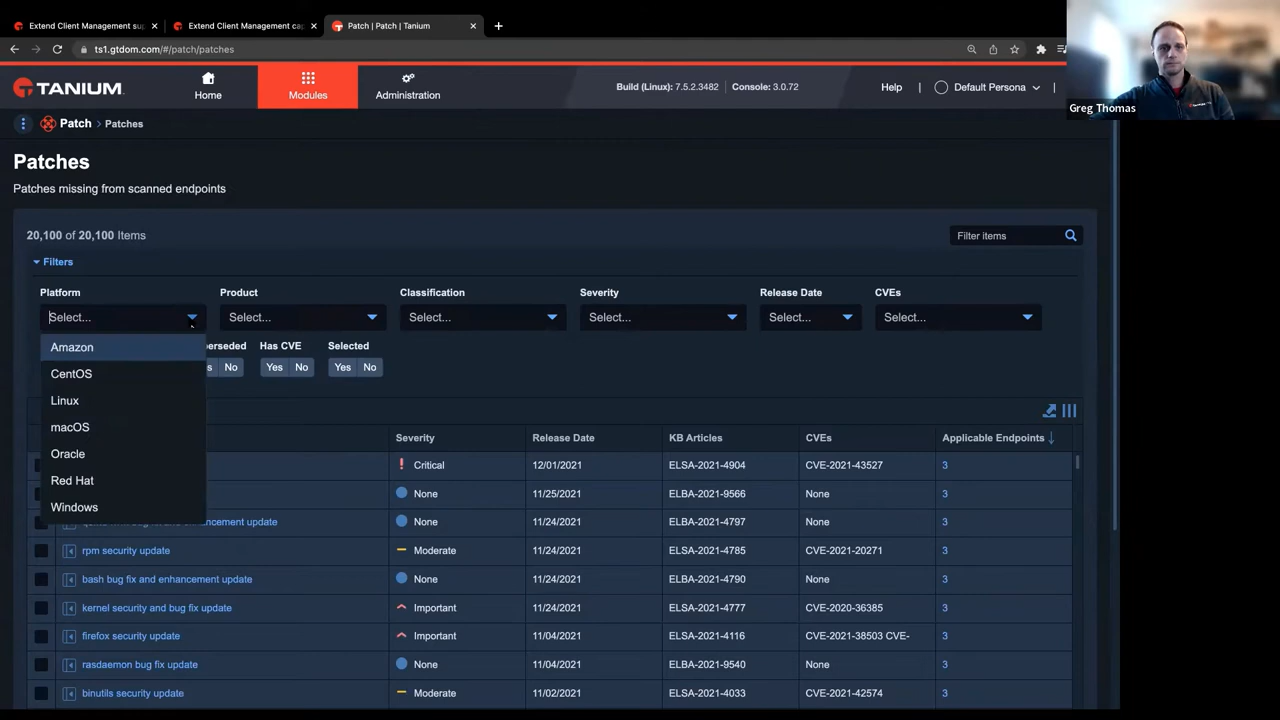 Extend Client Management su
Extend Client Management ca
Patch | Patch | Tanium
ts1.gtdom.com/#/patch/patches
Greg Thomas
TANIUM
Home
Modules
Administration
Build (Linux): 7.5.2.3482 Console: 3.0.72
Help
Default Persona
Patch > Patches
Patches
Patches missing from scanned endpoints
20,100 of 20,100 Items
Filter items
Filters
Platform Product Classification Severity Release Date CVEs
Select... Select... Select... Select... Select... Select...
Amazon
CentOS
Linux
macOS
Oracle
Red Hat
Windows
perseded Has CVE Selected
s No Yes No Yes No
Severity Release Date KB Articles CVEs Applicable Endpoints
Critical 12/01/2021 ELSA-2021-4904 CVE-2021-43527 3
None 11/25/2021 ELBA-2021-9566 None 3
ancement update None 11/24/2021 ELBA-2021-4797 None 3
rpm security update Moderate 11/24/2021 ELSA-2021-4785 CVE-2021-20271 3
bash bug fix and enhancement update None 11/24/2021 ELBA-2021-4790 None 3
kernel security and bug fix update Important 11/24/2021 ELSA-2021-4777 CVE-2020-36385 3
firefox security update Important 11/04/2021 ELSA-2021-4116 CVE-2021-38503 CVE- 3
rasdaemon bug fix update None 11/04/2021 ELBA-2021-9540 None 3
binutils security update Moderate 11/02/2021 ELSA-2021-4033 CVE-2021-42574 3